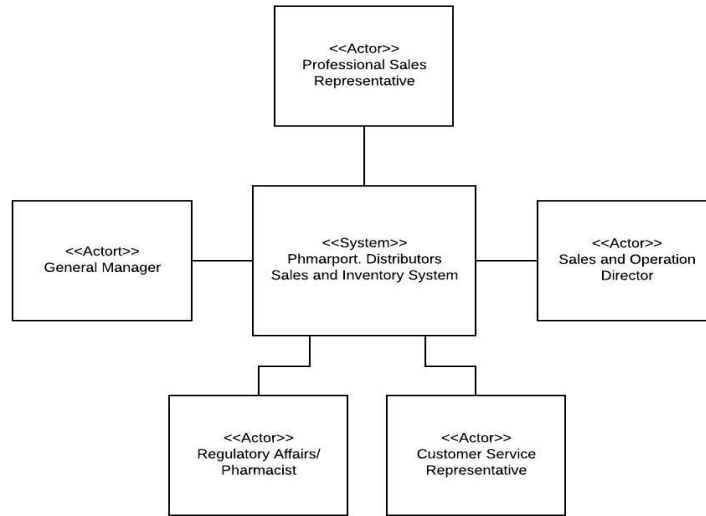 <<Actor>>
Professional Sales
Representative
<<Actort>>
General Manager
<<System>>
Phmarport. Distributors
Sales and Inventory System
<<Actor>>
Sales and Operation
Director
<<Actor>>
Regulatory Affairs/
Pharmacist
<<Actor>>
Customer Service
Representative